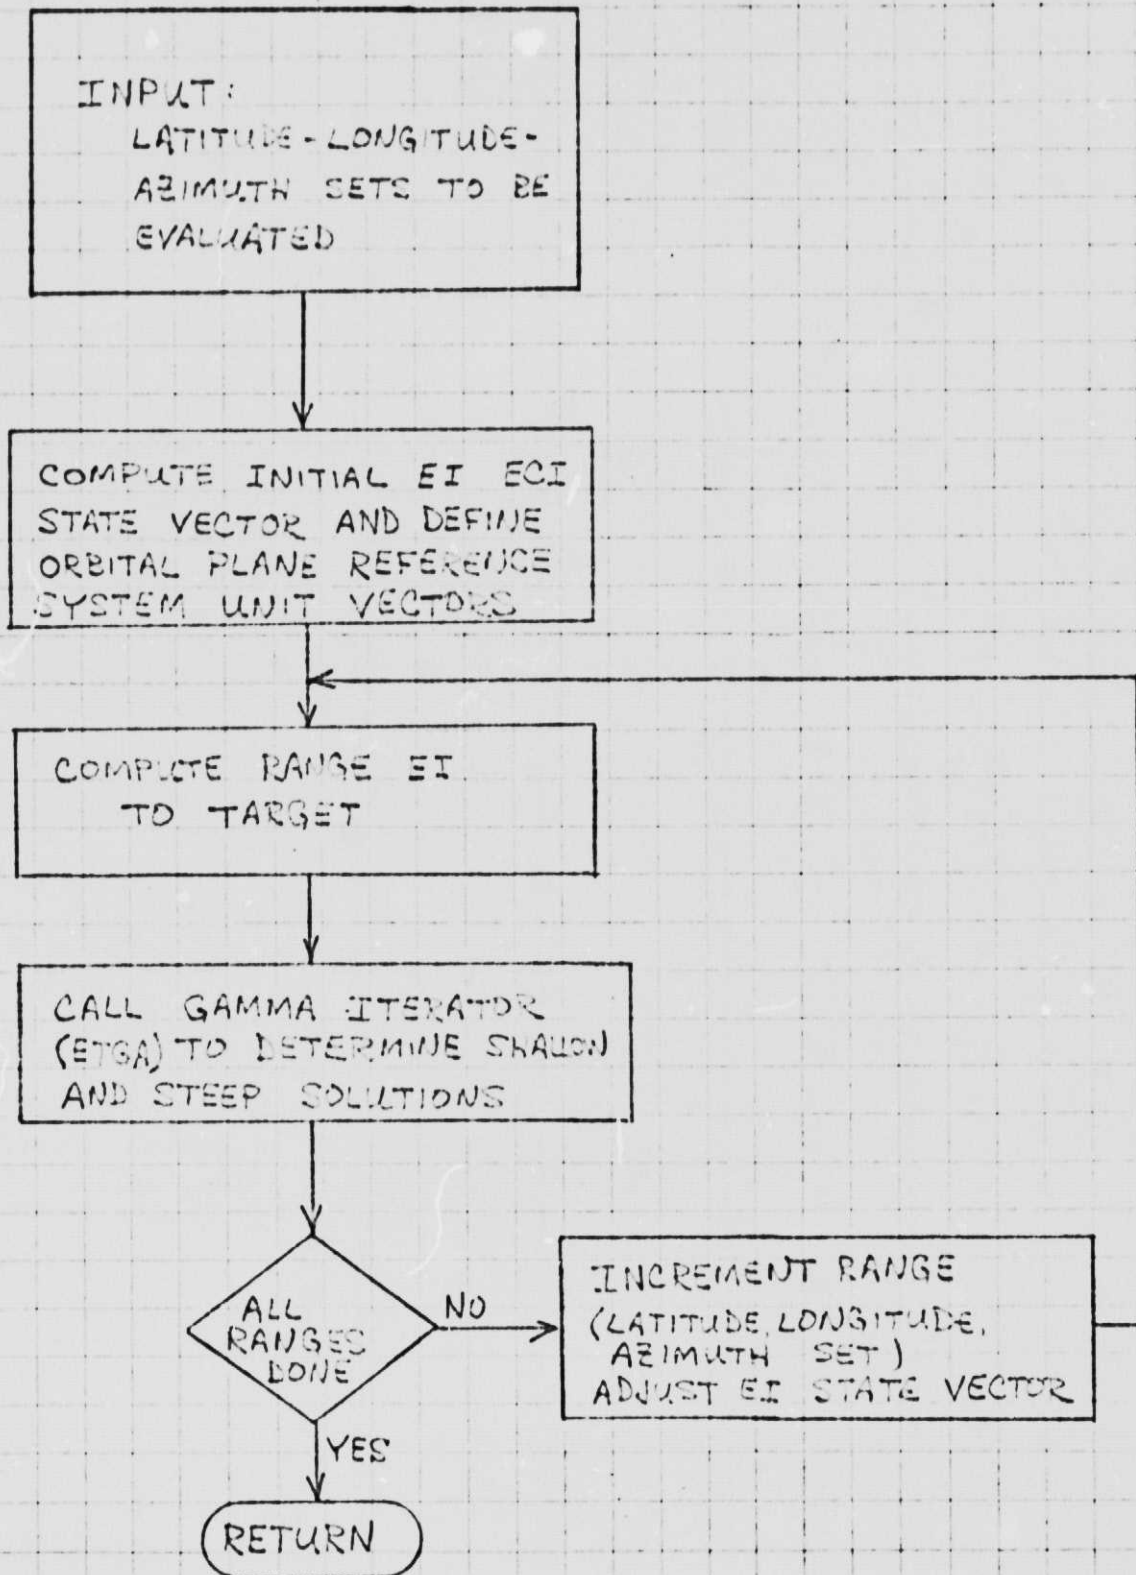 INPUT:
LATITUDE-LONGITUDE-
AZIMUTH SETS TO BE
EVALUATED
COMPUTE INITIAL EI ECI
STATE VECTOR AND DEFINE
ORBITAL PLANE REFERENCE
SYSTEM UNIT VECTORS
COMPUTE RANGE EI
TO TARGET
CALL GAMMA ITERATOR
(ETGA) TO DETERMINE SHALLOW
AND STEEP SOLUTIONS
ALL
RANGES
DONE
NO
INCREMENT RANGE
(LATITUDE, LONGITUDE,
AZIMUTH SET)
ADJUST EI STATE VECTOR
YES
RETURN